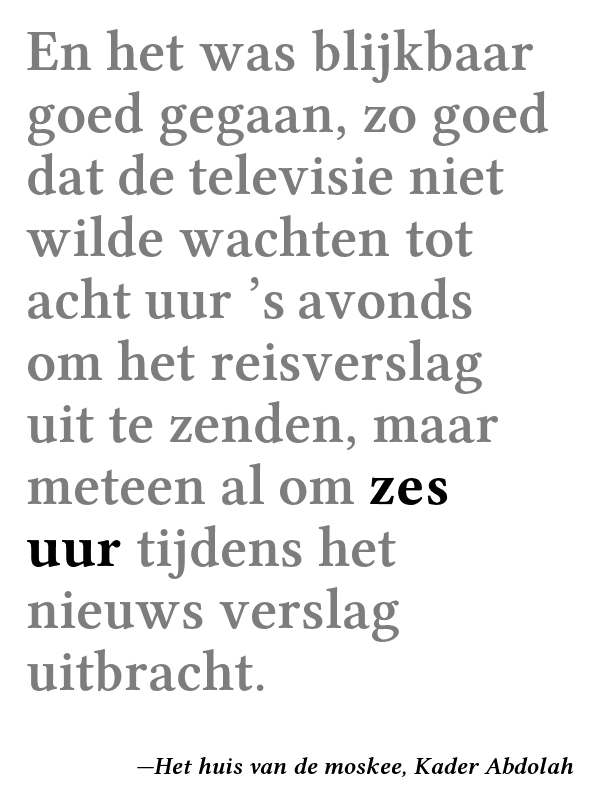 En het was blijkbaar
goed gegaan, zo goed
dat de televisie niet
wilde wachten tot
acht uur ’s avonds
om het reisverslag
uit te zenden, maar
meteen al om zes
uur tijdens het
nieuws verslag
uitbracht.
—Het huis van de moskee, Kader Abdolah